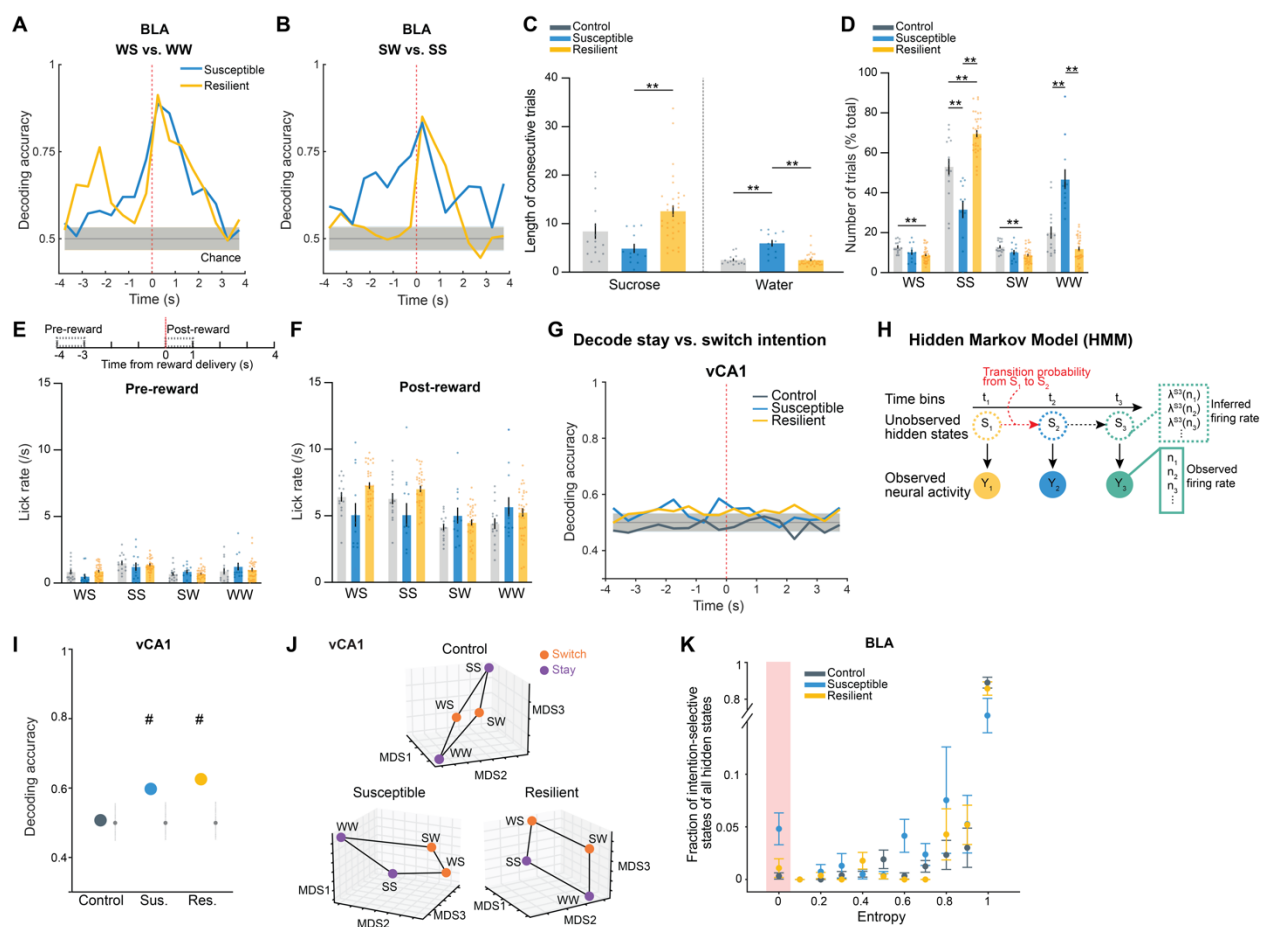 A
BLA
WS vs. WW
Susceptible
Resilient
Decoding accuracy
1
0.75
0.5
Chance
-4 -3 -2 -1 0 1 2 3 4
Time (s)
B
BLA
SW vs. SS
Decoding accuracy
1
0.75
0.5
-4 -3 -2 -1 0 1 2 3 4
Time (s)
C
Control
Susceptible
Resilient
Length of consecutive trials
40
30
20
10
0
**
**
**
Sucrose Water
D
Control
Susceptible
Resilient
Number of trials (% total)
100
80
60
40
20
0
**
**
**
**
**
**
**
WS SS SW WW
E
Pre-reward Post-reward
-4 -3 0 1 4
Time from reward delivery (s)
Pre-reward
Lick rate (/s)
15
10
5
0
WS SS SW WW
F
Post-reward
Lick rate (/s)
15
10
5
0
WS SS SW WW
G
Decode stay vs. switch intention
vCA1
Control
Susceptible
Resilient
Decoding accuracy
1
0.8
0.6
0.4
-4 -3 -2 -1 0 1 2 3 4
Time (s)
H
Hidden Markov Model (HMM)
Transition probability
from S1 to S2
Time bins
t1 t2 t3
Unobserved
hidden states
S1 S2 S3
Observed
neural activity
Y1 Y2 Y3
λS3(n1)
λS3(n2)
λS3(n3)
⋮
Inferred
firing rate
n1
n2
n3
⋮
Observed
firing rate
I
vCA1
Decoding accuracy
1
0.8
0.6
0.4
# #
Control Sus. Res.
J
vCA1
Switch
Stay
Control
SS
WS
SW
WW
MDS1
MDS2
MDS3
Susceptible
WW
SW
WS
SS
MDS1
MDS2
MDS3
Resilient
WS
SW
SS
WW
MDS1
MDS2
MDS3
K
BLA
Control
Susceptible
Resilient
Fraction of intention-selective
states of all hidden states
1
0.8
0.1
0.05
0
0 0.2 0.4 0.6 0.8 1
Entropy